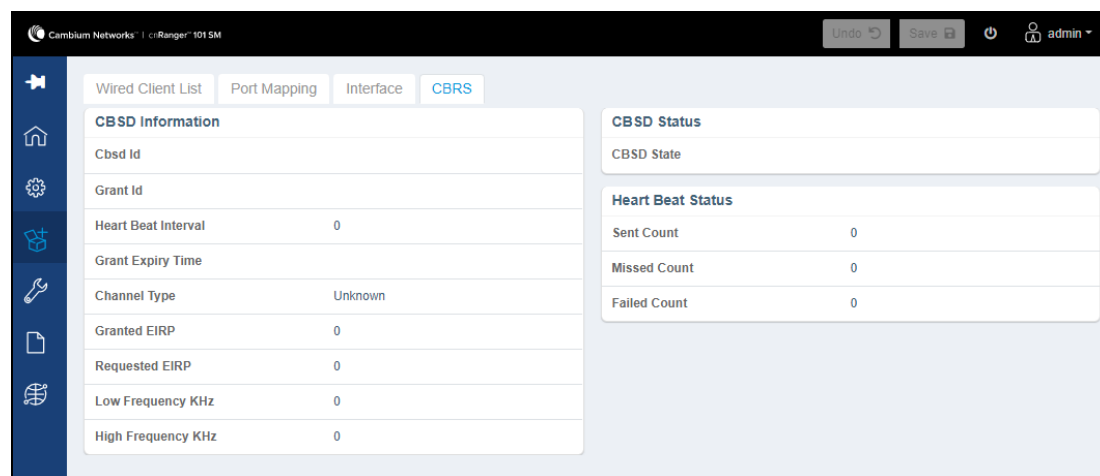 Cambium Networks™ | cnRanger™ 101 SM
Undo Save admin
Wired Client List Port Mapping Interface CBRS
CBSD Information
Cbsd Id
Grant Id
Heart Beat Interval 0
Grant Expiry Time
Channel Type Unknown
Granted EIRP 0
Requested EIRP 0
Low Frequency KHz 0
High Frequency KHz 0
CBSD Status
CBSD State
Heart Beat Status
Sent Count 0
Missed Count 0
Failed Count 0